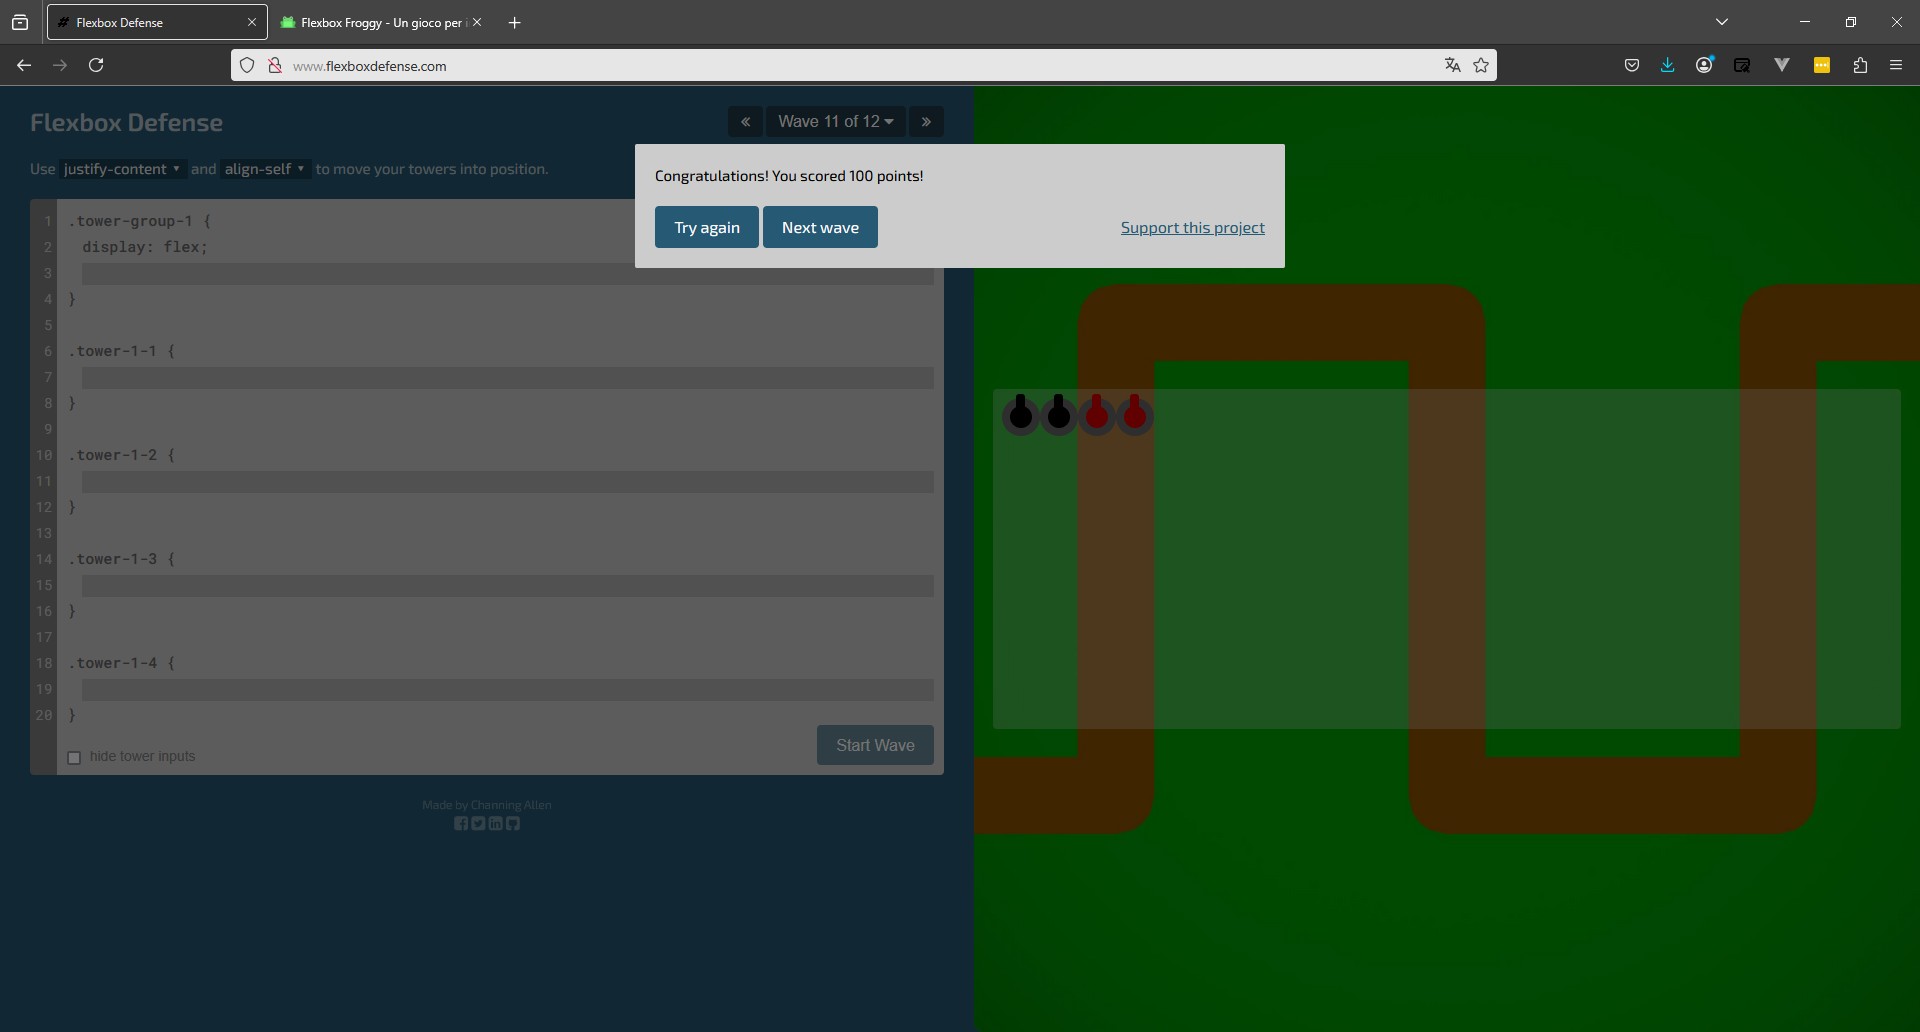 Flexbox Defense
Flexbox Froggy - Un gioco per i
www.flexboxdefense.com
Flexbox Defense
« Wave 11 of 12 »
Use justify-content and align-self to move your towers into position.
Congratulations! You scored 100 points!
Try again Next wave Support this project
1 .tower-group-1 {
2 display: flex;
3
4 }
5
6 .tower-1-1 {
7
8 }
9
10 .tower-1-2 {
11
12 }
13
14 .tower-1-3 {
15
16 }
17
18 .tower-1-4 {
19
20 }
hide tower inputs
Start Wave
Made by Channing Allen